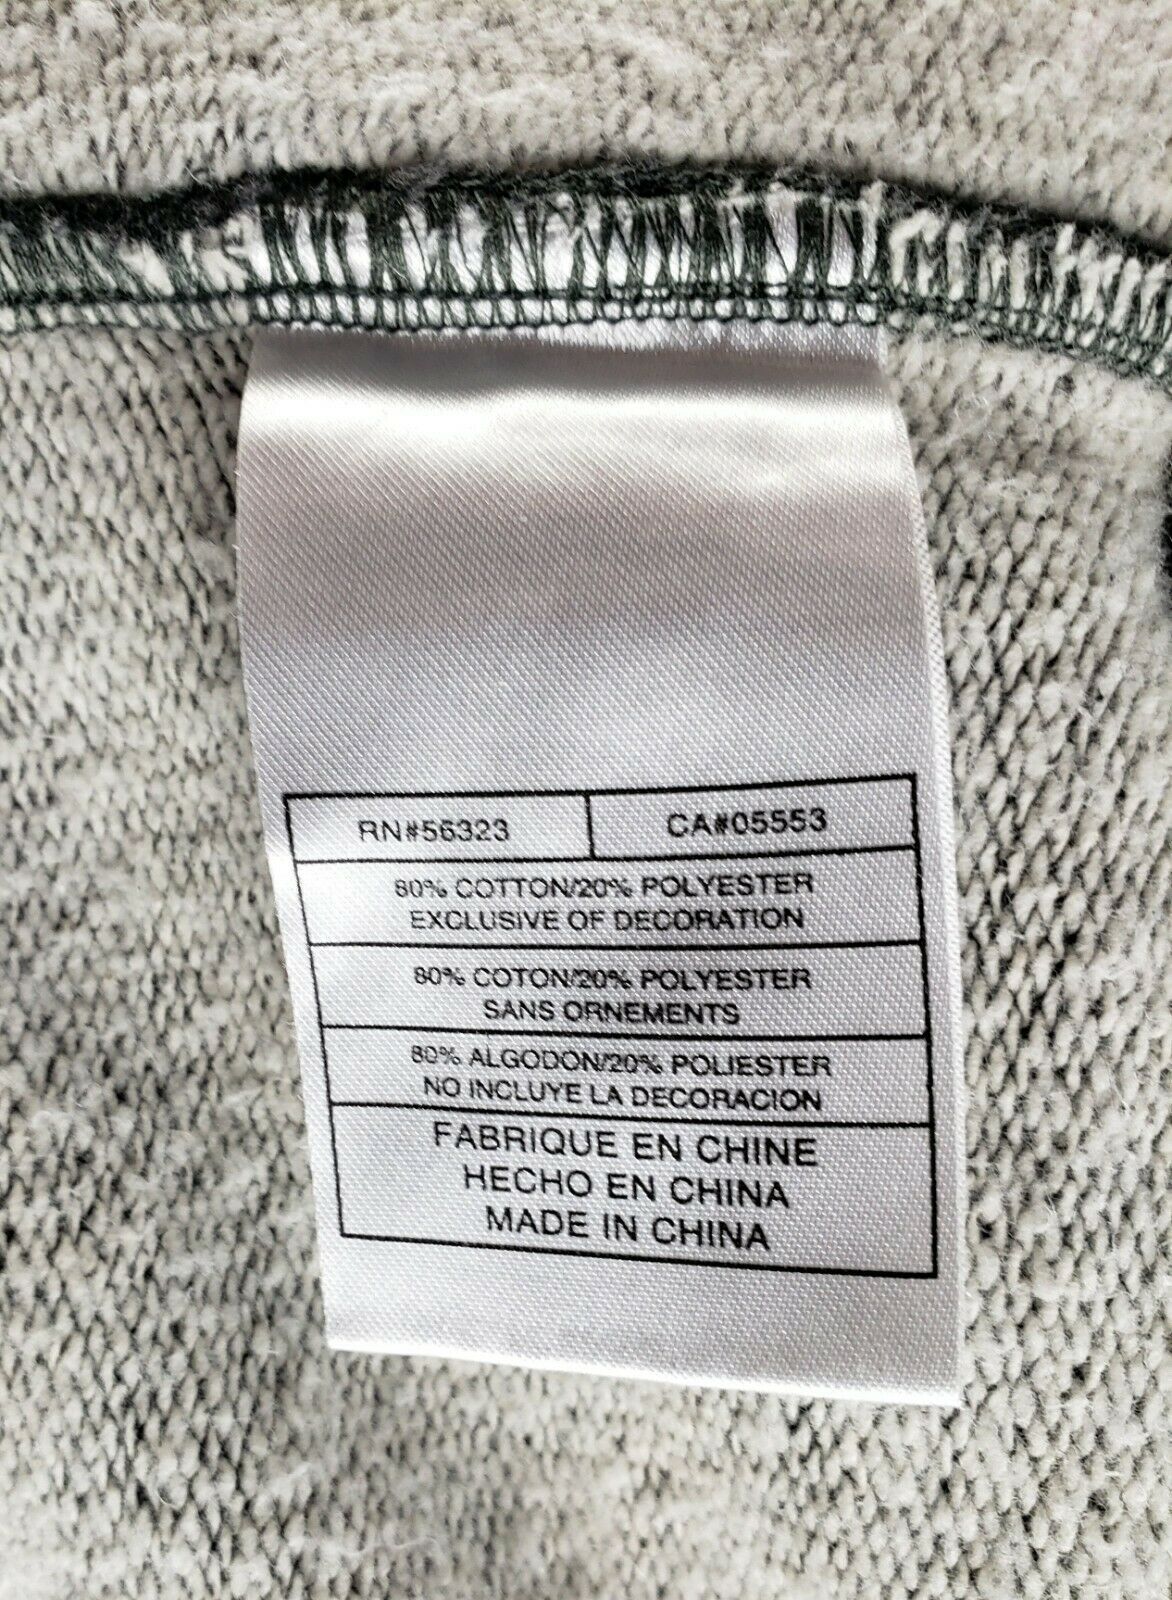 RN#56323 CA#05553
80% COTTON/20% POLYESTER
EXCLUSIVE OF DECORATION
80% COTON/20% POLYESTER
SANS ORNEMENTS
80% ALGODON/20% POLIESTER
NO INCLUYE LA DECORACION
FABRIQUE EN CHINE
HECHO EN CHINA
MADE IN CHINA